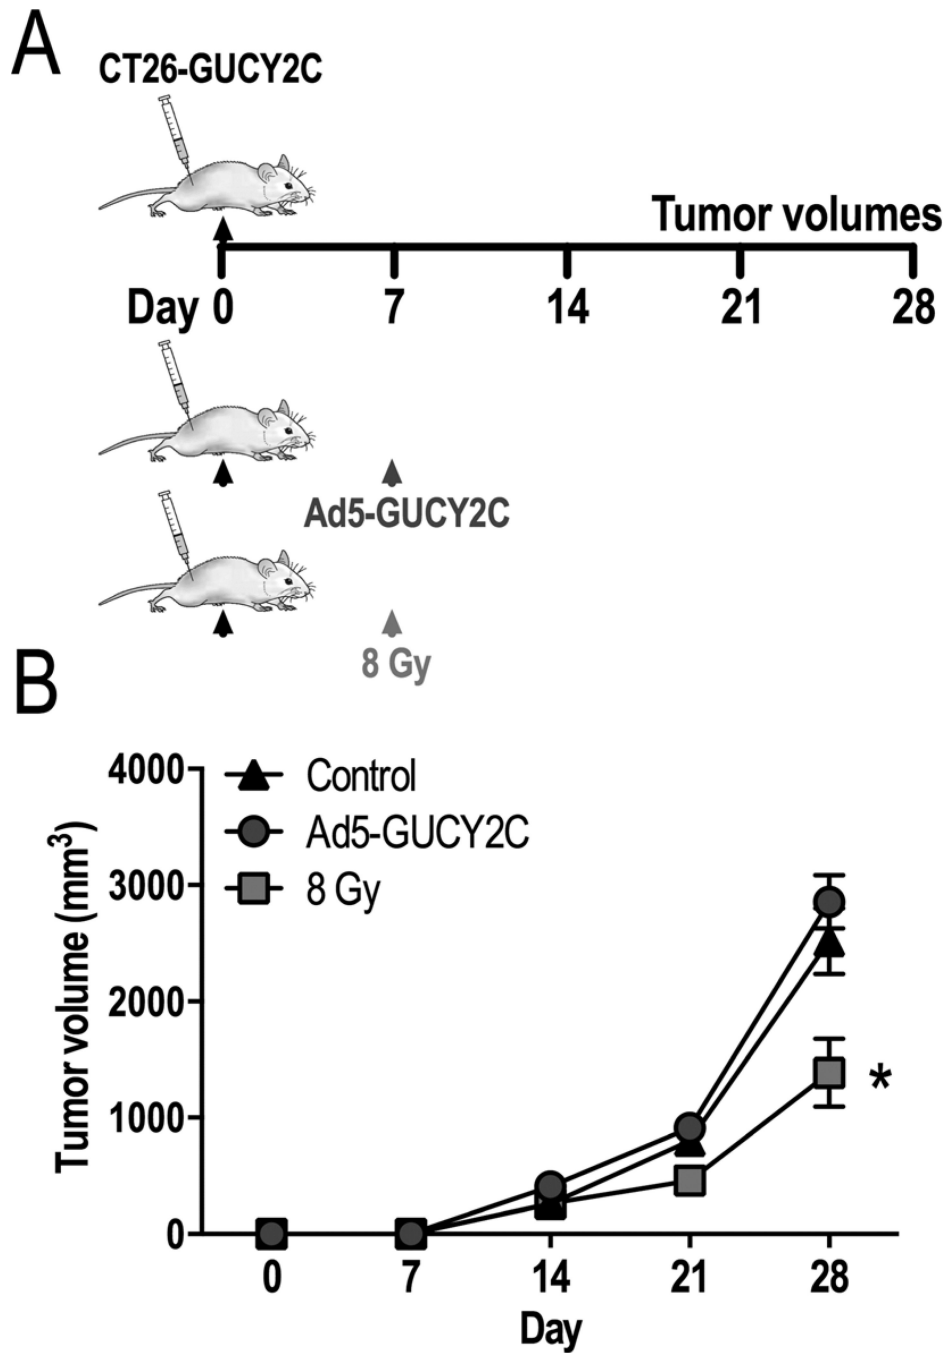 A
CT26-GUCY2C
Tumor volumes
Day 0 7 14 21 28
Ad5-GUCY2C
8 Gy
B
Tumor volume (mm³)
4000
3000
2000
1000
0
Control
Ad5-GUCY2C
8 Gy
*
0 7 14 21 28
Day